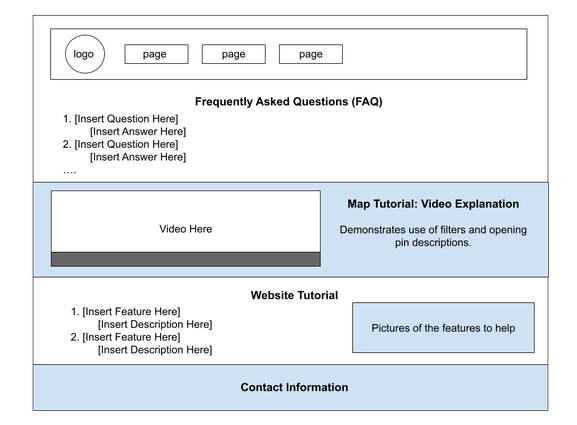 logo
page
page
page
Frequently Asked Questions (FAQ)
1. [Insert Question Here]
[Insert Answer Here]
2. [Insert Question Here]
[Insert Answer Here]
....
Video Here
Map Tutorial: Video Explanation
Demonstrates use of filters and opening
pin descriptions.
Website Tutorial
1. [Insert Feature Here]
[Insert Description Here]
2. [Insert Feature Here]
[Insert Description Here]
Pictures of the features to help
Contact Information